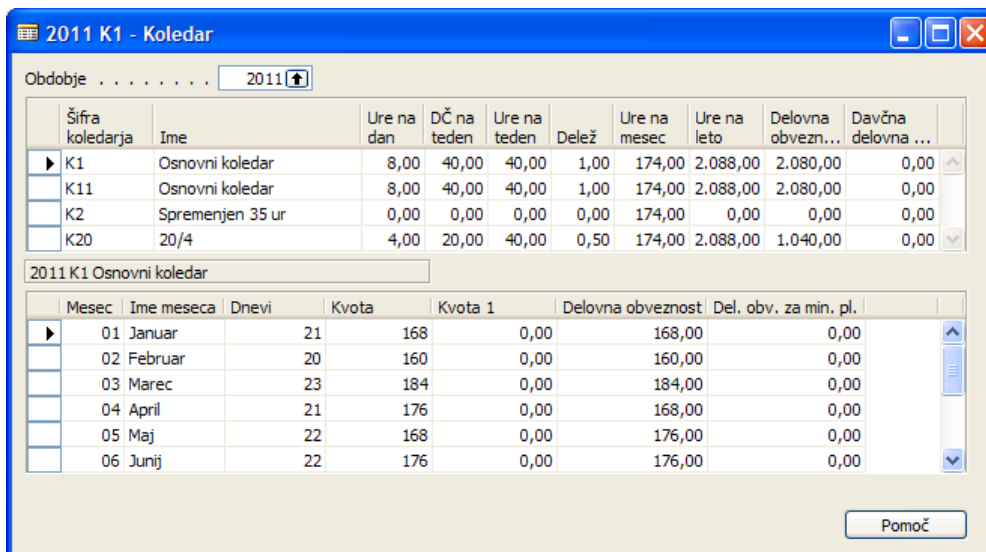 2011 K1 - Koledar
Obdobje . . . . . . . . 2011
Šifra koledarja Ime Ure na dan DČ na teden Ure na teden Delež Ure na mesec Ure na leto Delovna obvezn... Davčna delovna ...
K1 Osnovni koledar 8,00 40,00 40,00 1,00 174,00 2.088,00 2.080,00 0,00
K11 Osnovni koledar 8,00 40,00 40,00 1,00 174,00 2.088,00 2.080,00 0,00
K2 Spremenjen 35 ur 0,00 0,00 0,00 0,00 174,00 0,00 0,00 0,00
K20 20/4 4,00 20,00 40,00 0,50 174,00 2.088,00 1.040,00 0,00
2011 K1 Osnovni koledar
Mesec Ime meseca Dnevi Kvota Kvota 1 Delovna obveznost Del. obv. za min. pl.
01 Januar 21 168 0,00 168,00 0,00
02 Februar 20 160 0,00 160,00 0,00
03 Marec 23 184 0,00 184,00 0,00
04 April 21 176 0,00 168,00 0,00
05 Maj 22 168 0,00 176,00 0,00
06 Junij 22 176 0,00 176,00 0,00
Pomoč